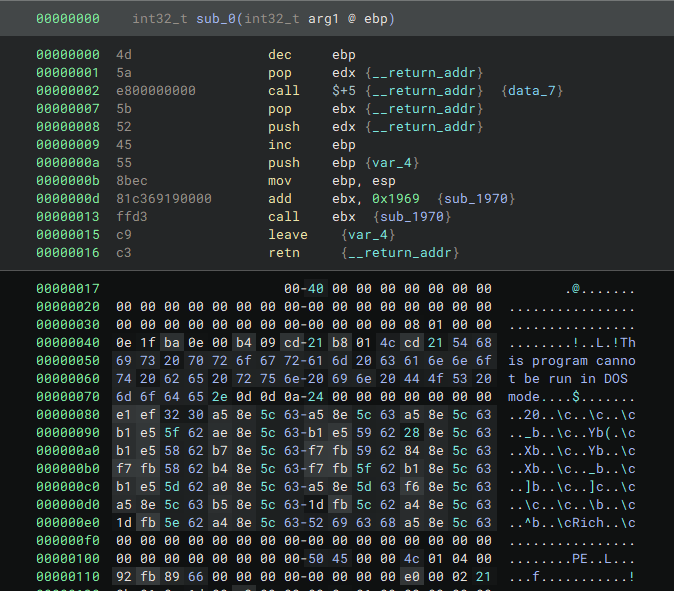 00000000 int32_t sub_0(int32_t arg1 @ ebp)
00000000 4d dec ebp
00000001 5a pop edx {__return_addr}
00000002 e800000000 call $+5 {__return_addr} {data_7}
00000007 5b pop ebx {__return_addr}
00000008 52 push edx {__return_addr}
00000009 45 inc ebp
0000000a 55 push ebp {var_4}
0000000b 8bec mov ebp, esp
0000000d 81c369190000 add ebx, 0x1969 {sub_1970}
00000013 ffd3 call ebx {sub_1970}
00000015 c9 leave {var_4}
00000016 c3 retn {__return_addr}
00000017 00-40 00 00 00 00 00 00 00 .@.......
00000020 00 00 00 00 00 00 00 00-00 00 00 00 00 00 00 00 ................
00000030 00 00 00 00 00 00 00 00-00 00 00 00 08 01 00 00 ................
00000040 0e 1f ba 0e 00 b4 09 cd-21 b8 01 4c cd 21 54 68 ........!..L.!Th
00000050 69 73 20 70 72 6f 67 72-61 6d 20 63 61 6e 6e 6f is program canno
00000060 74 20 62 65 20 72 75 6e-20 69 6e 20 44 4f 53 20 t be run in DOS
00000070 6d 6f 64 65 2e 0d 0d 0a-24 00 00 00 00 00 00 00 mode....$.......
00000080 e1 ef 32 30 a5 8e 5c 63-a5 8e 5c 63 a5 8e 5c 63 ..20..\c..\c..\c
00000090 b1 e5 5f 62 ae 8e 5c 63-b1 e5 59 62 28 8e 5c 63 .._b..\c..Yb(.\c
000000a0 b1 e5 58 62 b7 8e 5c 63-f7 fb 59 62 84 8e 5c 63 ..Xb..\c..Yb..\c
000000b0 f7 fb 58 62 b4 8e 5c 63-f7 fb 5f 62 b1 8e 5c 63 ..Xb..\c.._b..\c
000000c0 b1 e5 5d 62 a0 8e 5c 63-a5 8e 5d 63 f6 8e 5c 63 ..]b..\c..]c..\c
000000d0 a5 8e 5c 63 b5 8e 5c 63-1d fb 5c 62 a4 8e 5c 63 ..\c..\c..\b..\c
000000e0 1d fb 5e 62 a4 8e 5c 63-52 69 63 68 a5 8e 5c 63 ..^b..\cRich..\c
000000f0 00 00 00 00 00 00 00 00-00 00 00 00 00 00 00 00 ................
00000100 00 00 00 00 00 00 00 00-50 45 00 00 4c 01 04 00 ........PE..L...
00000110 92 fb 89 66 00 00 00 00-00 00 00 00 e0 00 02 21 ...f...........!